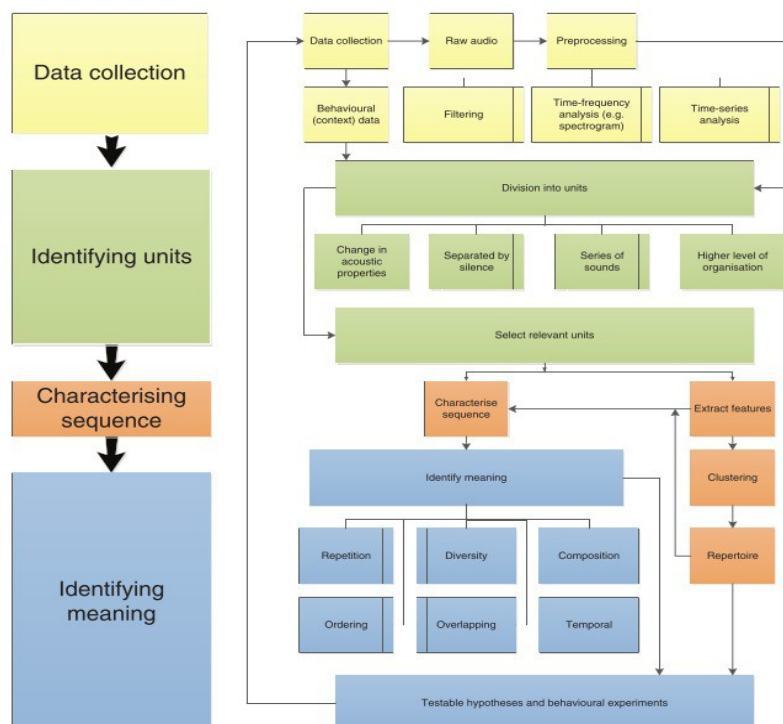 Data collection
Identifying units
Characterising
sequence
Identifying
meaning
Data collection
Raw audio
Preprocessing
Behavioural
(context) data
Filtering
Time-frequency
analysis (e.g.
spectrogram)
Time-series
analysis
Division into units
Change in
acoustic
properties
Separated by
silence
Series of
sounds
Higher level of
organisation
Select relevant units
Characterise
sequence
Extract features
Clustering
Identify meaning
Repetition
Diversity
Composition
Repertoire
Ordering
Overlapping
Temporal
Testable hypotheses and behavioural experiments